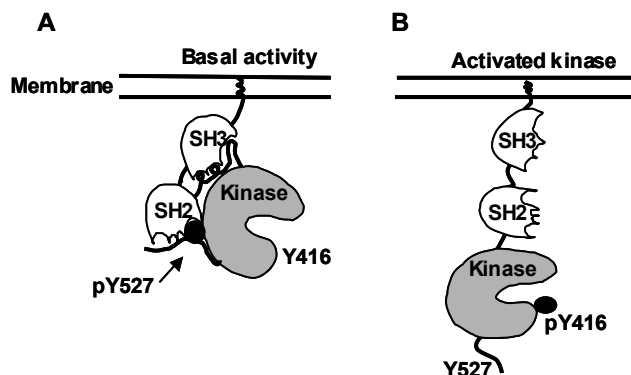 A
Basal activity
Membrane
SH3
Kinase
SH2
Y416
pY527
B
Activated kinase
SH3
SH2
Kinase
pY416
Y527